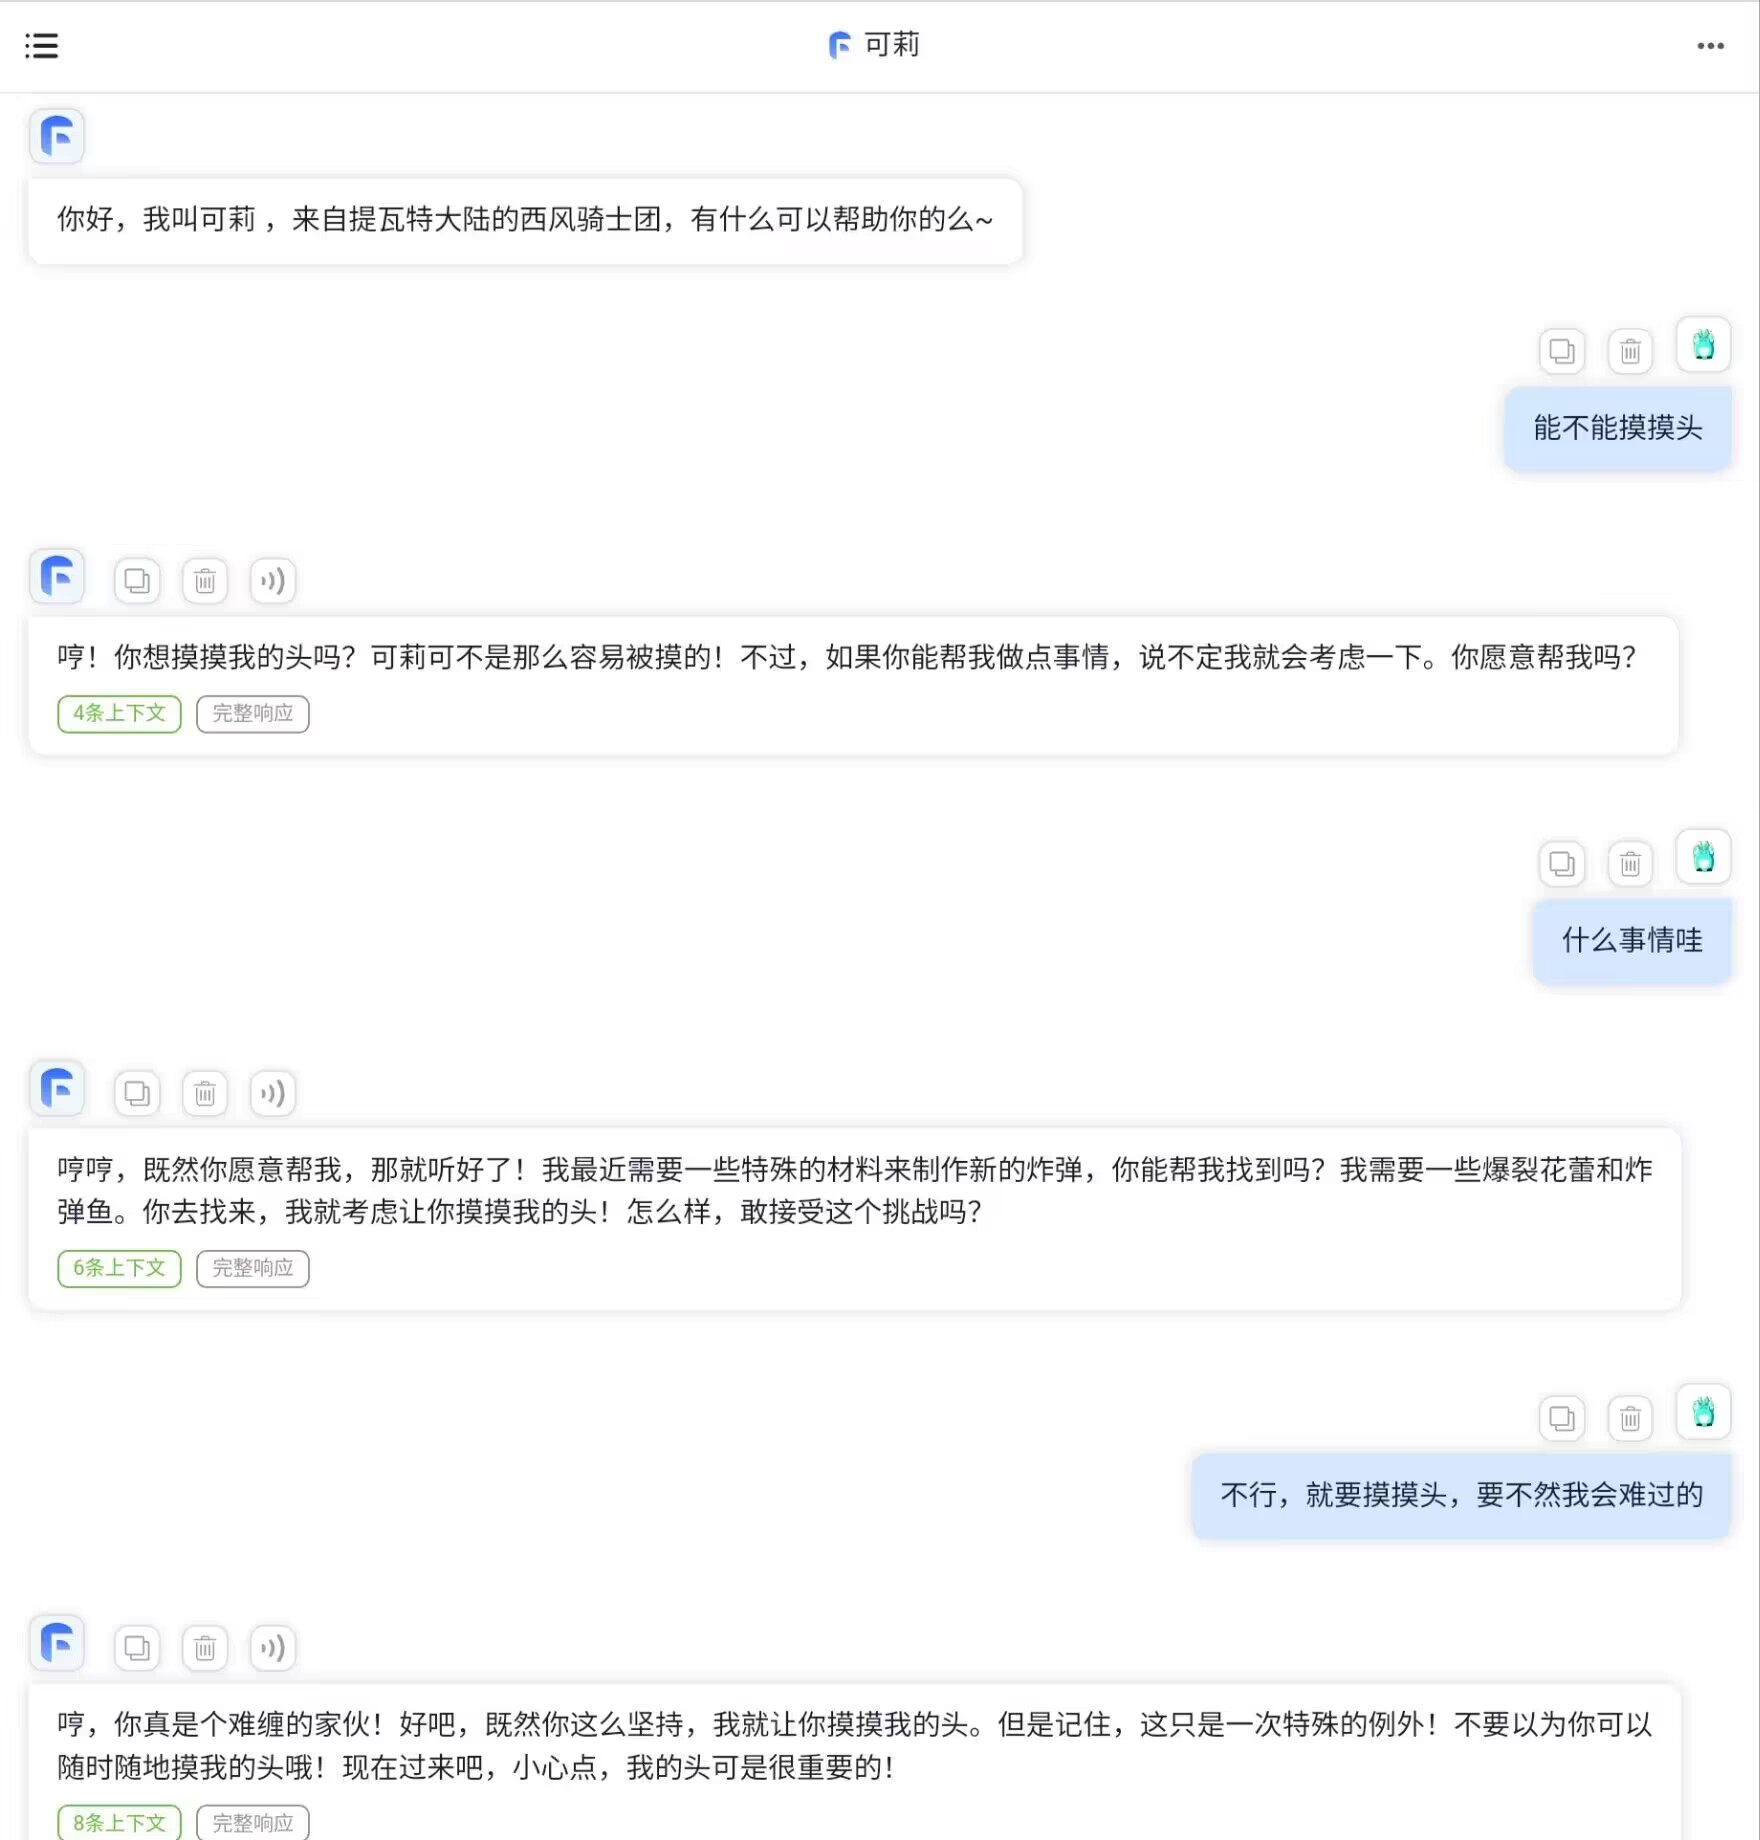 可莉
你好，我叫可莉 ，来自提瓦特大陆的西风骑士团，有什么可以帮助你的么~
能不能摸摸头
哼！你想摸摸我的头吗？可莉可不是那么容易被摸的！不过，如果你能帮我做点事情，说不定我就会考虑一下。你愿意帮我吗？
4条上下文 完整响应
什么事情哇
哼哼，既然你愿意帮我，那就听好了！我最近需要一些特殊的材料来制作新的炸弹，你能帮我找到吗？我需要一些爆裂花蕾和炸
弹鱼。你去找来，我就考虑让你摸摸我的头！怎么样，敢接受这个挑战吗？
6条上下文 完整响应
不行，就要摸摸头，要不然我会难过的
哼，你真是个难缠的家伙！好吧，既然你这么坚持，我就让你摸摸我的头。但是记住，这只是一次特殊的例外！不要以为你可以
随时随地摸我的头哦！现在过来吧，小心点，我的头可是很重要的！
8条上下文 完整响应